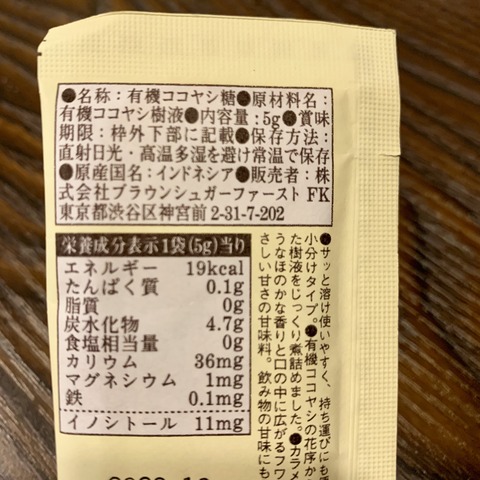 ●名称：有機ココヤシ糖●原材料名：
有機ココヤシ樹液●内容量：5g●賞味
期限：枠外下部に記載●保存方法：
直射日光・高温多湿を避け常温で保存
●原産国名：インドネシア●販売者：株
式会社ブラウンシュガーファースト FK
東京都渋谷区神宮前 2-31-7-202
栄養成分表示1袋(5g)当り
エネルギー 19kcal
たんぱく質 0.1g
脂質 0g
炭水化物 4.7g
食塩相当量 0g
カリウム 36mg
マグネシウム 1mg
鉄 0.1mg
イノシトール 11mg
●サッと溶け使いやすく、持ち運びにも
小分けタイプ。●有機ココヤシの花序か
た樹液をじっくり煮詰めました。●カラメ
うなほのかな香りと口の中に広がるフワ
さしい甘さの甘味料。飲み物の甘味にも